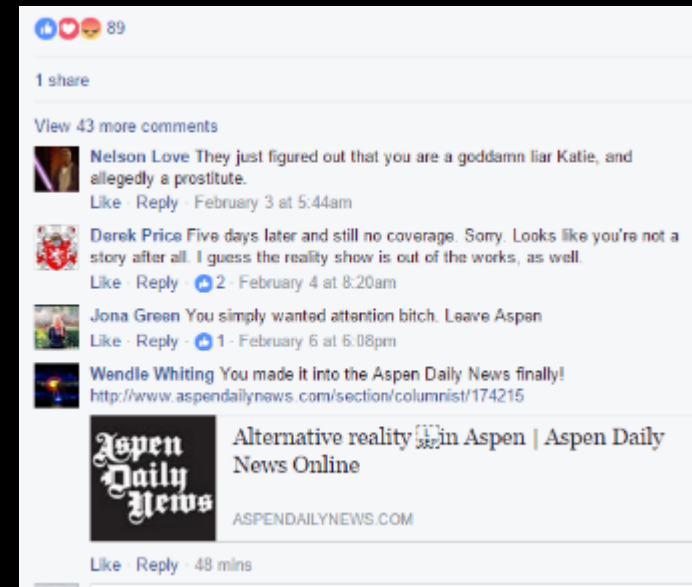 89
1 share
View 43 more comments
Nelson Love They just figured out that you are a goddamn liar Katie, and
allegedly a prostitute.
Like · Reply · February 3 at 5:44am
Derek Price Five days later and still no coverage. Sorry. Looks like you're not a
story after all. I guess the reality show is out of the works, as well.
Like · Reply · 2 · February 4 at 8:20am
Jona Green You simply wanted attention bitch. Leave Aspen
Like · Reply · 1 · February 6 at 6:08pm
Wendle Whiting You made it into the Aspen Daily News finally!
http://www.aspendailynews.com/section/columnist/174215
Aspen
Daily
News
Alternative reality in Aspen | Aspen Daily
News Online
ASPENDAILYNEWS.COM
Like · Reply · 48 mins